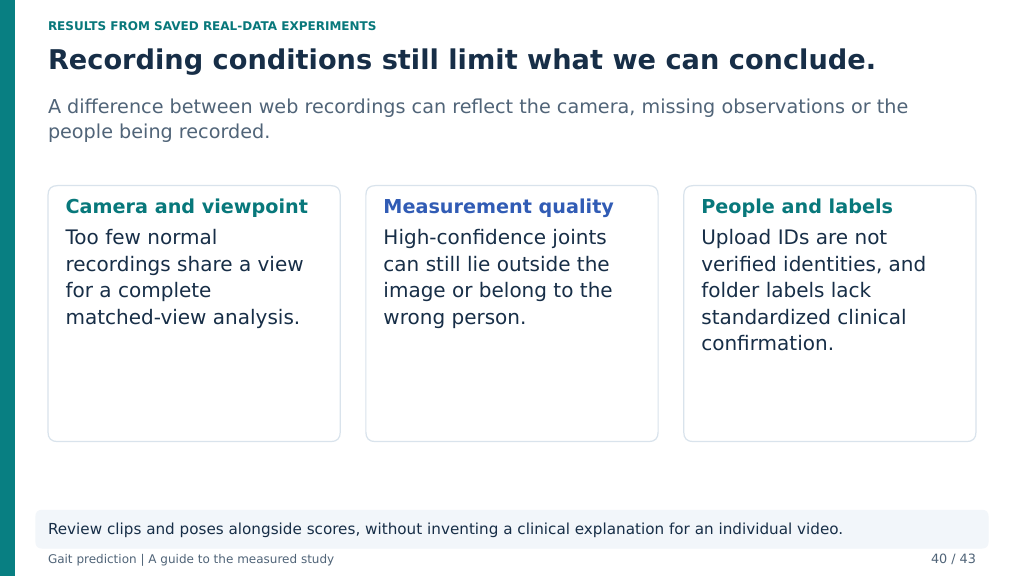 RESULTS FROM SAVED REAL-DATA EXPERIMENTS
Recording conditions still limit what we can conclude.
A difference between web recordings can reflect the camera, missing observations or the
people being recorded.
Camera and viewpoint
Too few normal
recordings share a view
for a complete
matched-view analysis.
Measurement quality
High-confidence joints
can still lie outside the
image or belong to the
wrong person.
People and labels
Upload IDs are not
verified identities, and
folder labels lack
standardized clinical
confirmation.
Review clips and poses alongside scores, without inventing a clinical explanation for an individual video.
Gait prediction | A guide to the measured study
40 / 43